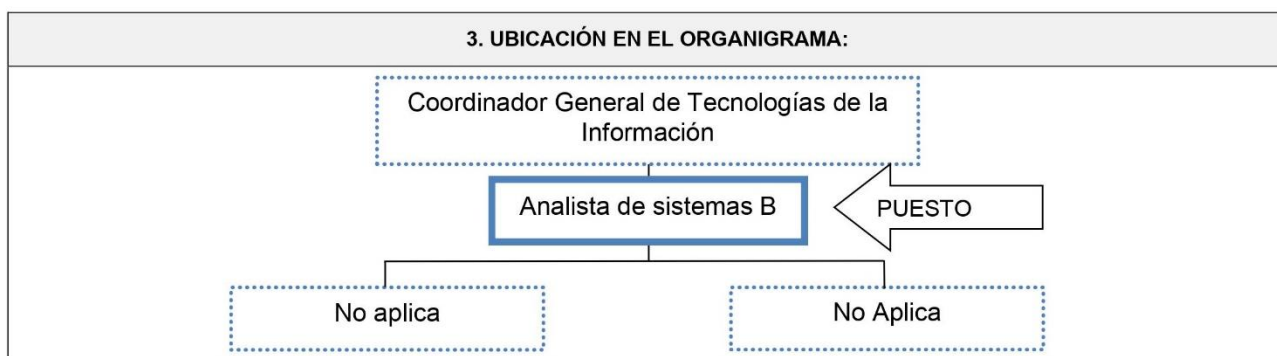 3. UBICACIÓN EN EL ORGANIGRAMA:
Coordinador General de Tecnologías de la
Información
Analista de sistemas B
PUESTO
No aplica
No Aplica